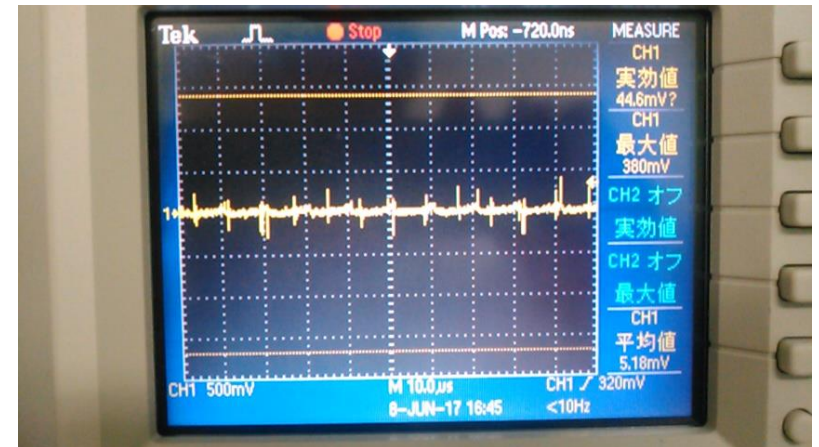 Tek Stop M Pos: -720.0ns MEASURE
CH1
実効値
44.6mV?
CH1
最大値
380mV
CH2 オフ
実効値
CH2 オフ
最大値
CH1
平均値
5.18mV
1
CH1 500mV M 10.0µs CH1 320mV
8-JUN-17 16:45 <10Hz